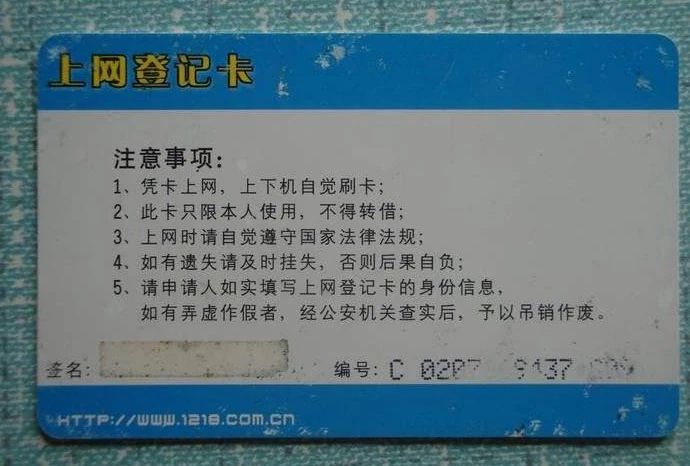 上网登记卡
注意事项:
1、凭卡上网，上下机自觉刷卡;
2、此卡只限本人使用，不得转借;
3、上网时请自觉遵守国家法律法规;
4、如有遗失请及时挂失，否则后果自负;
5、请申请人如实填写上网登记卡的身份信息，
如有弄虚作假者，经公安机关查实后，予以吊销作废。
签名:
编号: C 0207 9437
HTTP://WWW.1218.COM.CN